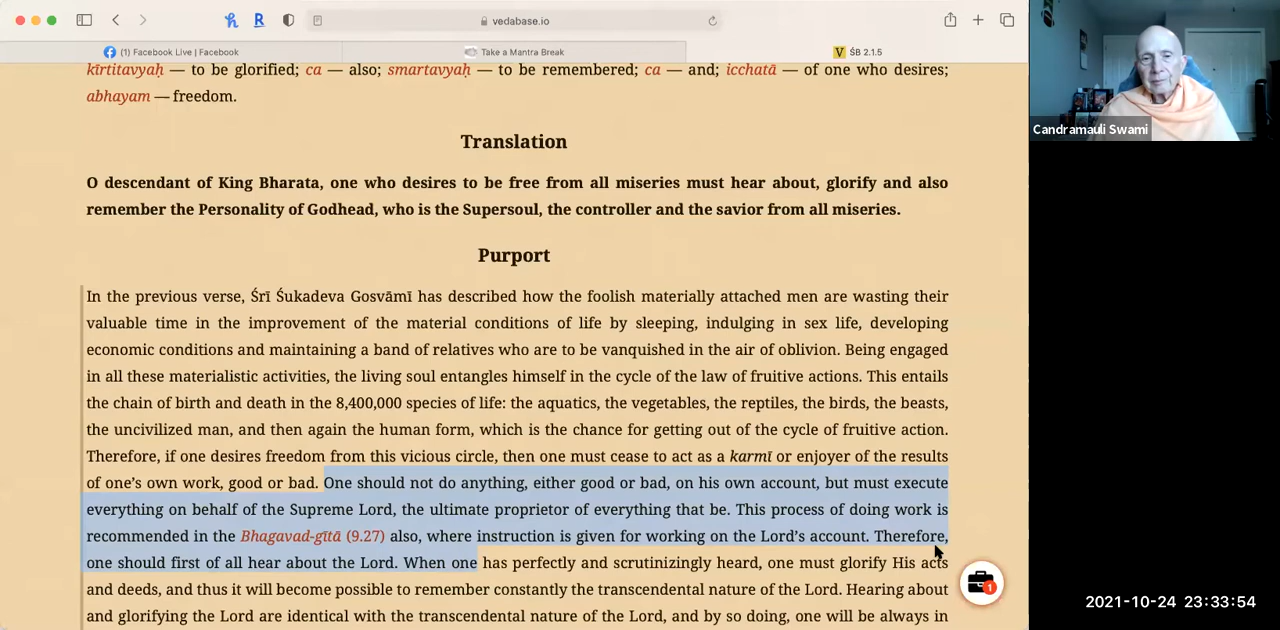 vedabase.io
(1) Facebook Live | Facebook
Take a Mantra Break
V ŚB 2.1.5
kīrtitavyaḥ — to be glorified; ca — also; smartavyaḥ — to be remembered; ca — and; icchatā — of one who desires;
abhayam — freedom.
Translation
O descendant of King Bharata, one who desires to be free from all miseries must hear about, glorify and also
remember the Personality of Godhead, who is the Supersoul, the controller and the savior from all miseries.
Purport
In the previous verse, Śrī Śukadeva Gosvāmī has described how the foolish materially attached men are wasting their
valuable time in the improvement of the material conditions of life by sleeping, indulging in sex life, developing
economic conditions and maintaining a band of relatives who are to be vanquished in the air of oblivion. Being engaged
in all these materialistic activities, the living soul entangles himself in the cycle of the law of fruitive actions. This entails
the chain of birth and death in the 8,400,000 species of life: the aquatics, the vegetables, the reptiles, the birds, the beasts,
the uncivilized man, and then again the human form, which is the chance for getting out of the cycle of fruitive action.
Therefore, if one desires freedom from this vicious circle, then one must cease to act as a karmī or enjoyer of the results
of one's own work, good or bad. One should not do anything, either good or bad, on his own account, but must execute
everything on behalf of the Supreme Lord, the ultimate proprietor of everything that be. This process of doing work is
recommended in the Bhagavad-gītā (9.27) also, where instruction is given for working on the Lord's account. Therefore,
one should first of all hear about the Lord. When one has perfectly and scrutinizingly heard, one must glorify His acts
and deeds, and thus it will become possible to remember constantly the transcendental nature of the Lord. Hearing about
and glorifying the Lord are identical with the transcendental nature of the Lord, and by so doing, one will be always in
1
Candramauli Swami
2021-10-24 23:33:54